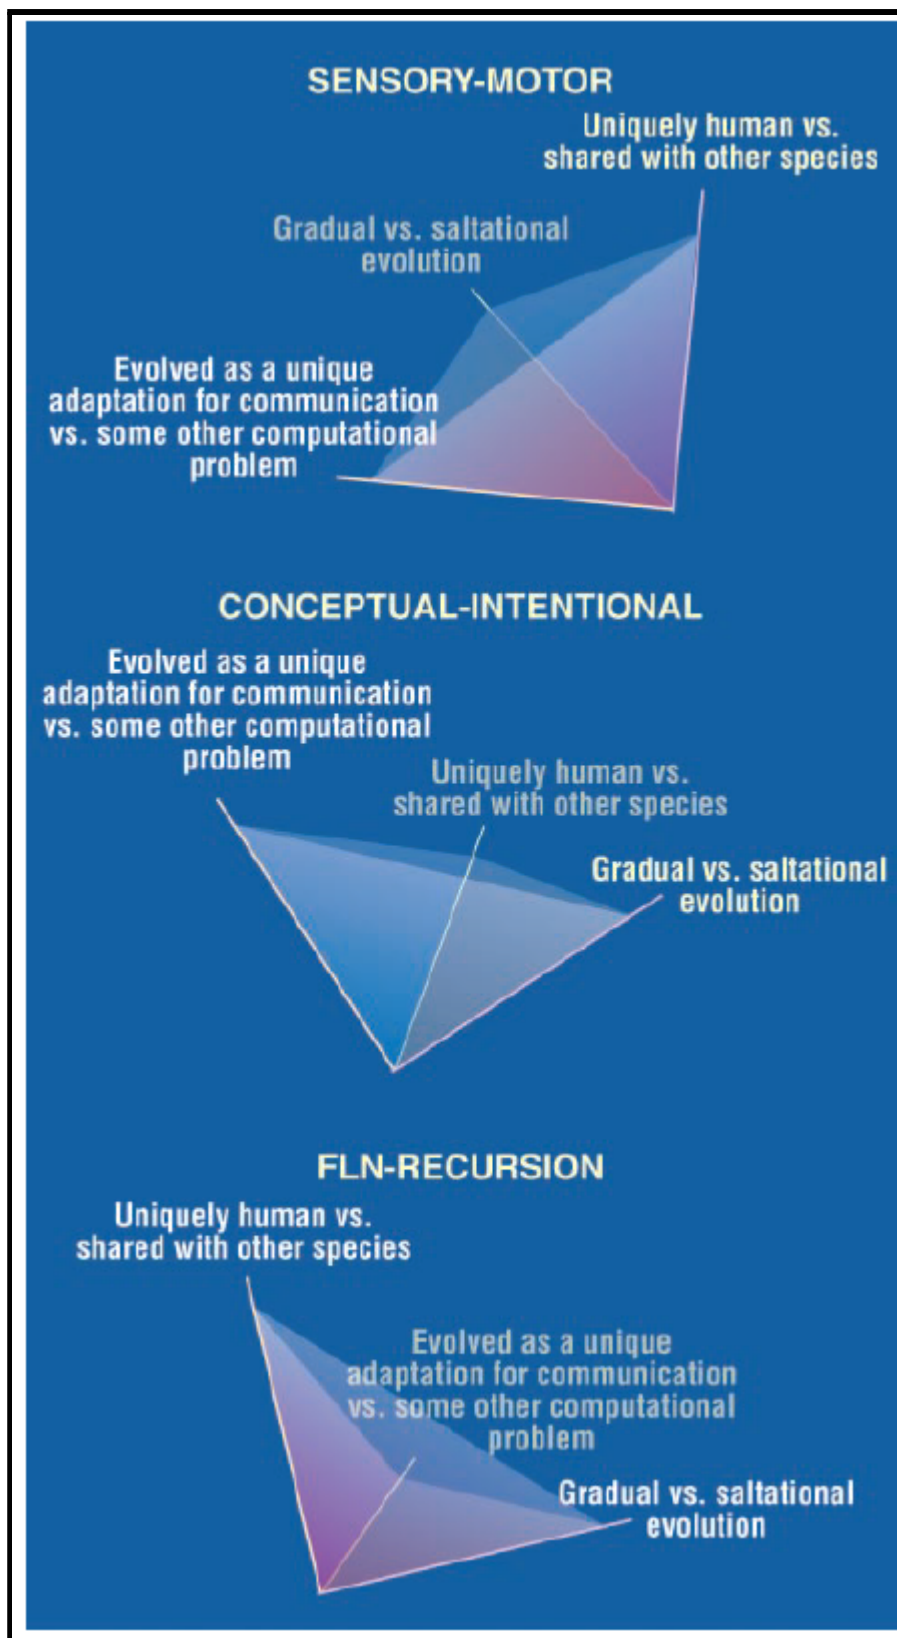 SENSORY-MOTOR
Uniquely human vs.
shared with other species
Gradual vs. saltational
evolution
Evolved as a unique
adaptation for communication
vs. some other computational
problem
CONCEPTUAL-INTENTIONAL
Evolved as a unique
adaptation for communication
vs. some other computational
problem
Uniquely human vs.
shared with other species
Gradual vs. saltational
evolution
FLN-RECURSION
Uniquely human vs.
shared with other species
Evolved as a unique
adaptation for communication
vs. some other computational
problem
Gradual vs. saltational
evolution